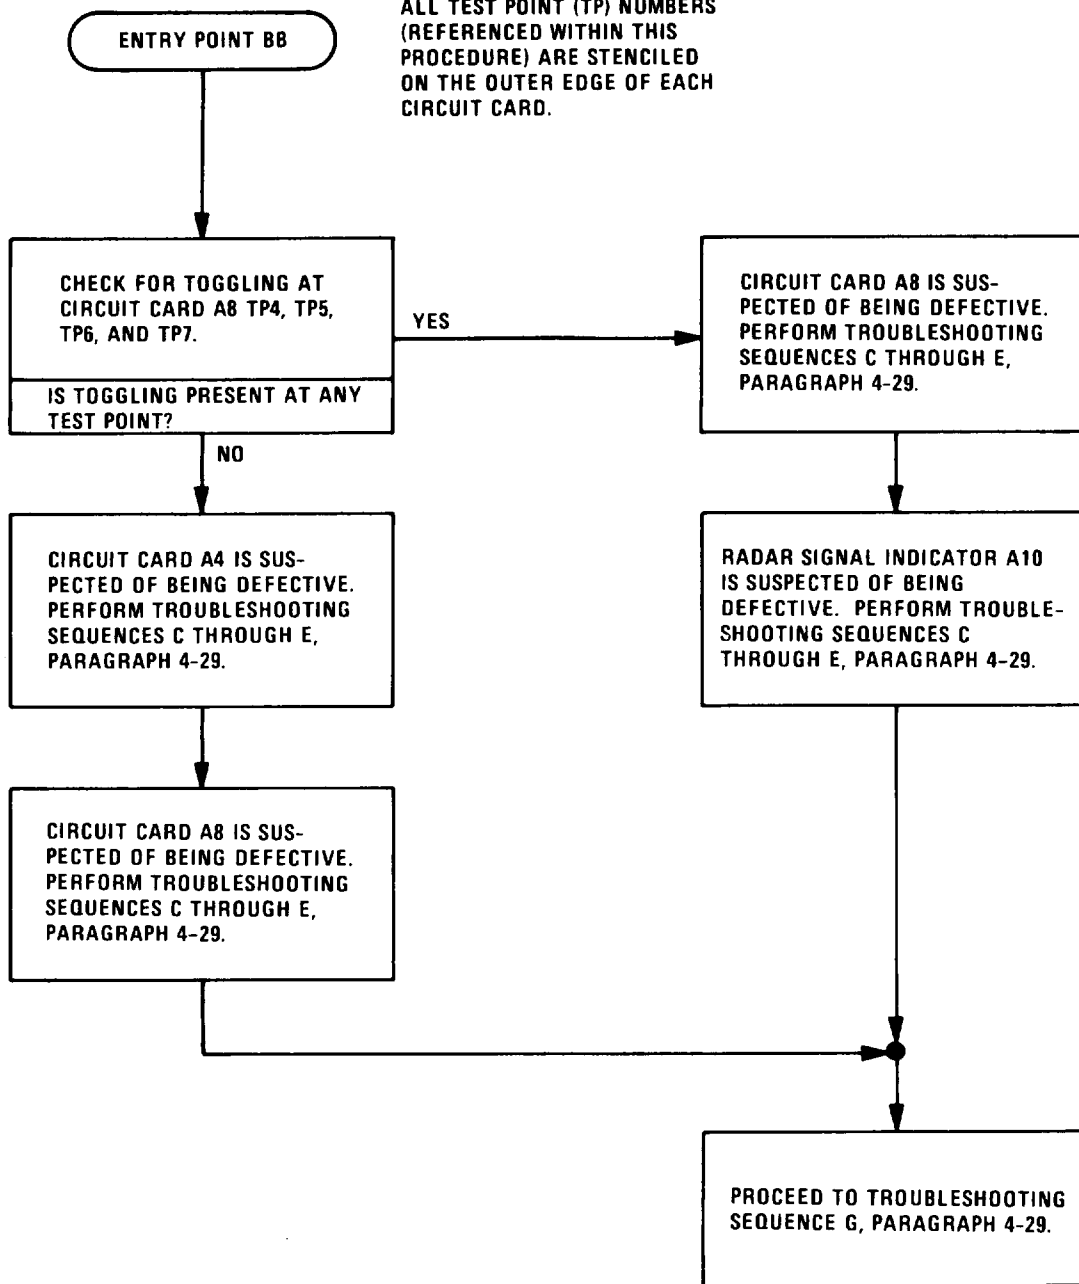 ALL TEST POINT (TP) NUMBERS
(REFERENCED WITHIN THIS
PROCEDURE) ARE STENCILED
ON THE OUTER EDGE OF EACH
CIRCUIT CARD.
ENTRY POINT BB
CHECK FOR TOGGLING AT
CIRCUIT CARD A8 TP4, TP5,
TP6, AND TP7.
IS TOGGLING PRESENT AT ANY
TEST POINT?
YES
NO
CIRCUIT CARD A8 IS SUS-
PECTED OF BEING DEFECTIVE.
PERFORM TROUBLESHOOTING
SEQUENCES C THROUGH E,
PARAGRAPH 4-29.
CIRCUIT CARD A4 IS SUS-
PECTED OF BEING DEFECTIVE.
PERFORM TROUBLESHOOTING
SEQUENCES C THROUGH E,
PARAGRAPH 4-29.
RADAR SIGNAL INDICATOR A10
IS SUSPECTED OF BEING
DEFECTIVE. PERFORM TROUBLE-
SHOOTING SEQUENCES C
THROUGH E, PARAGRAPH 4-29.
CIRCUIT CARD A8 IS SUS-
PECTED OF BEING DEFECTIVE.
PERFORM TROUBLESHOOTING
SEQUENCES C THROUGH E,
PARAGRAPH 4-29.
PROCEED TO TROUBLESHOOTING
SEQUENCE G, PARAGRAPH 4-29.